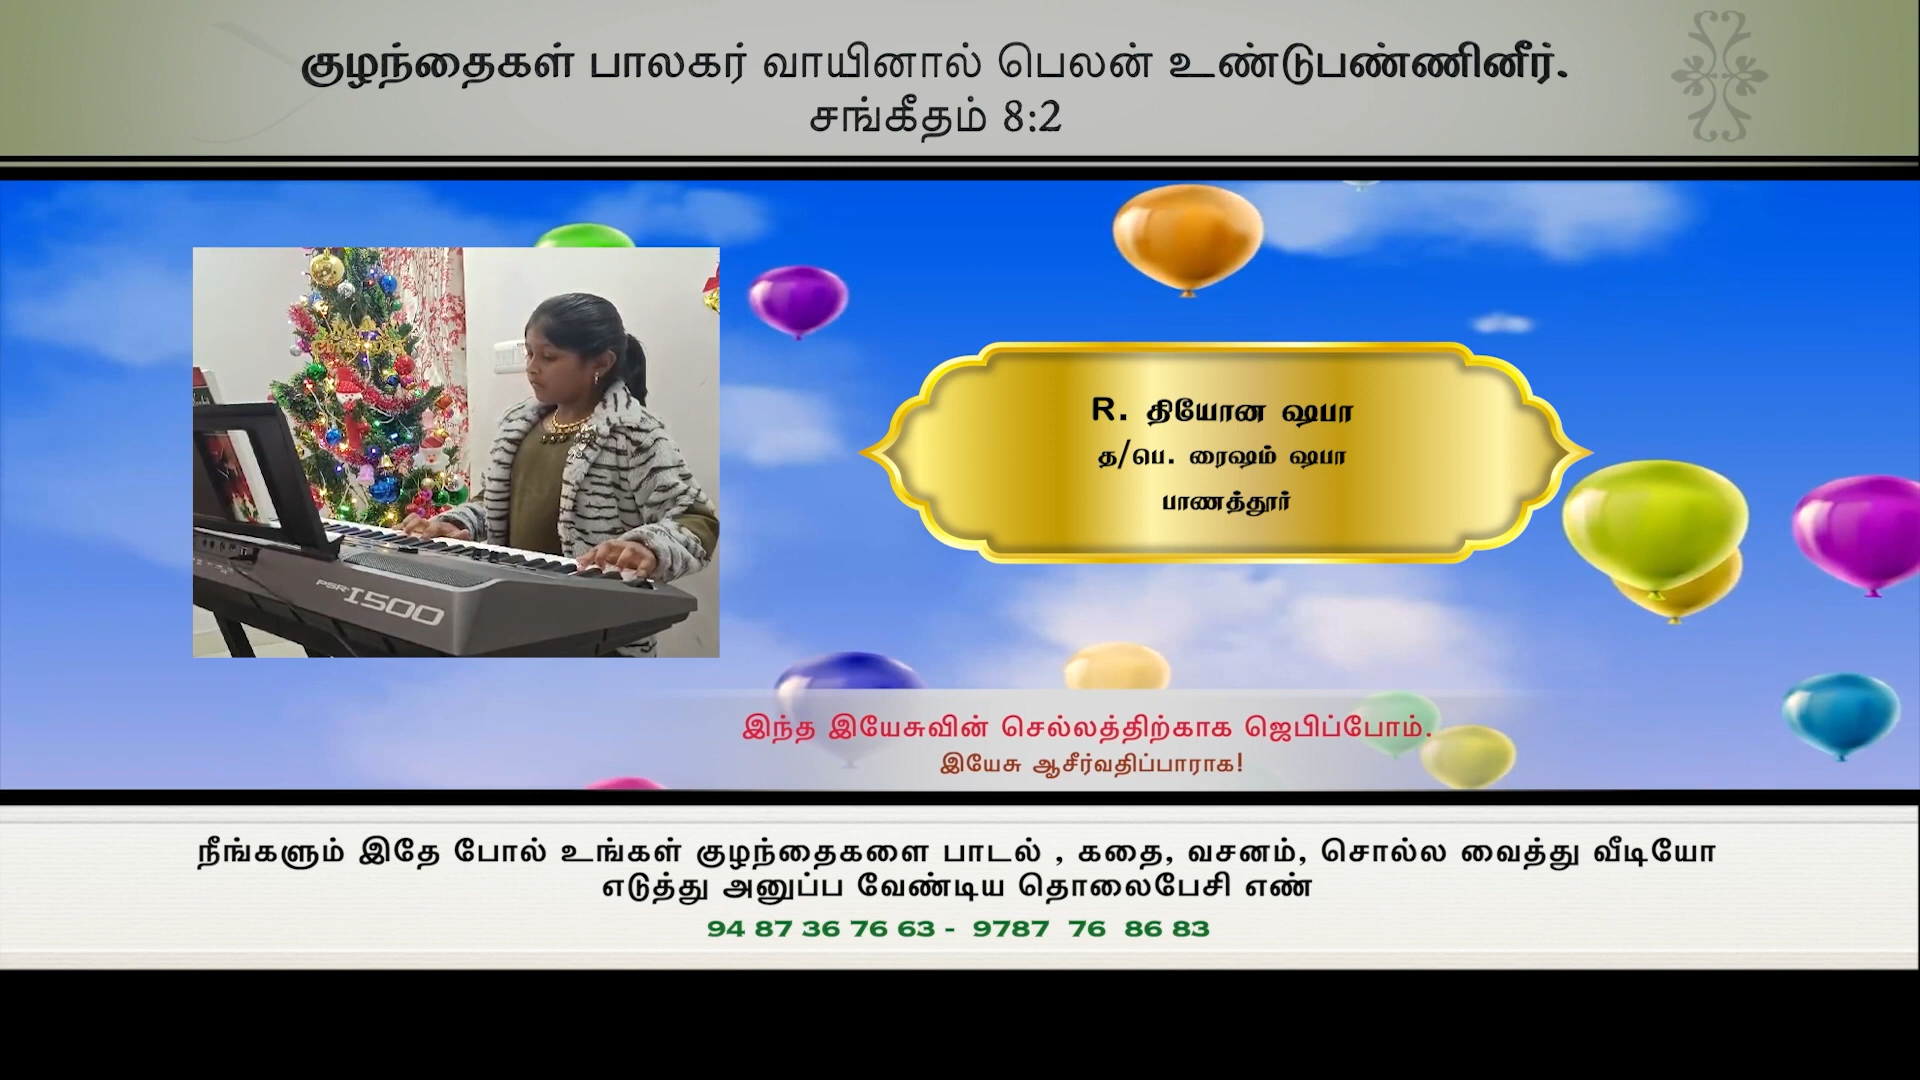 குழந்தைகள் பாலகர் வாயினால் பெலன் உண்டுபண்ணினீர்.
சங்கீதம் 8:2
R. தியோன ஷபா
த/பெ. ரைஷம் ஷபா
பாணத்தூர்
PSR-I500
இந்த இயேசுவின் செல்லத்திற்காக ஜெபிப்போம்.
இயேசு ஆசீர்வதிப்பாராக!
நீங்களும் இதே போல் உங்கள் குழந்தைகளை பாடல் , கதை, வசனம், சொல்ல வைத்து வீடியோ
எடுத்து அனுப்ப வேண்டிய தொலைபேசி எண்
94 87 36 76 63 - 9787 76 86 83